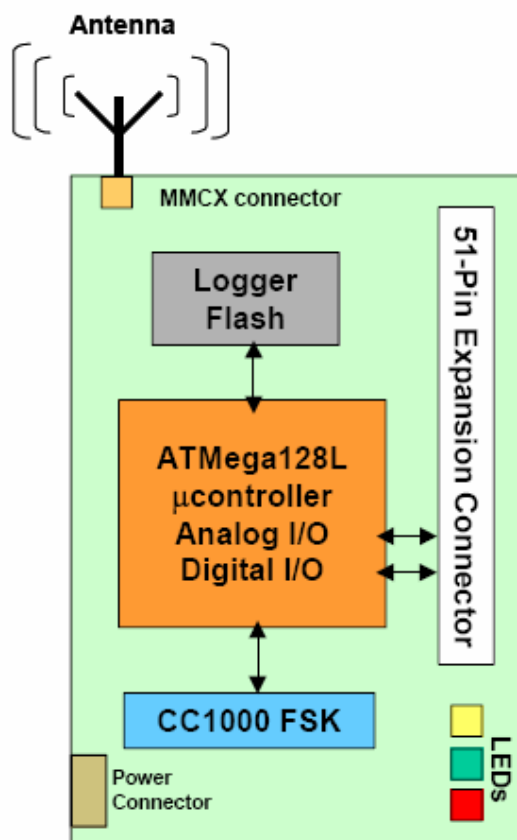 Antenna
MMCX connector
51-Pin Expansion Connector
Logger
Flash
ATMega128L
μcontroller
Analog I/O
Digital I/O
CC1000 FSK
LEDs
Power
Connector